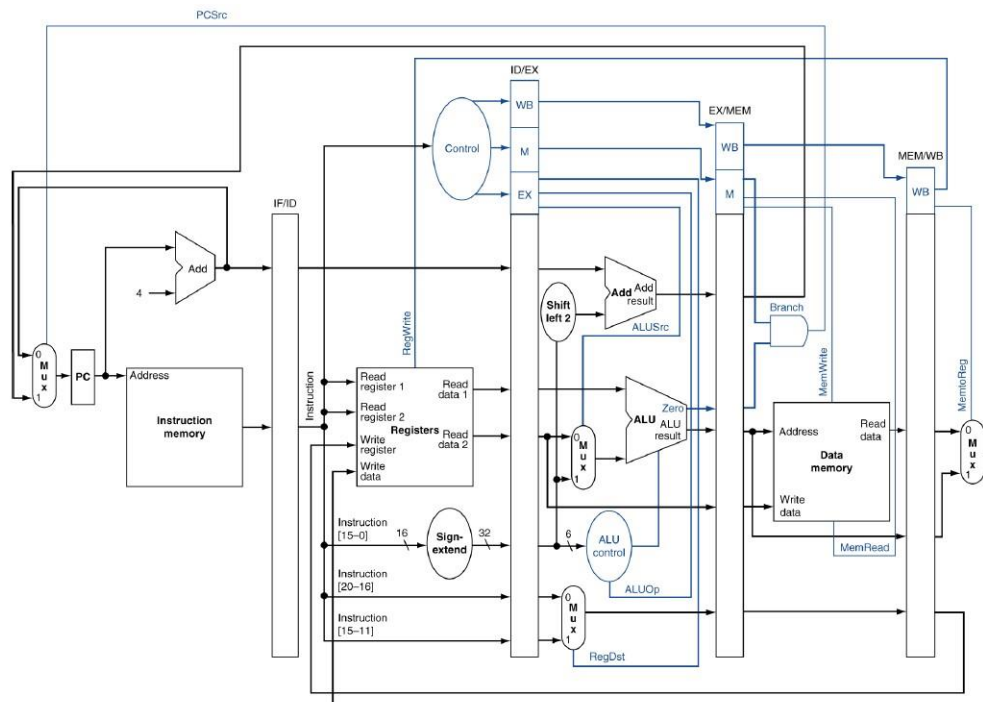 PCSrc
ID/EX
WB
EX/MEM
Control
M
WB
MEM/WB
EX
M
WB
IF/ID
Add
4
Add
Add
result
Shift
left 2
Branch
ALUSrc
RegWrite
MemWrite
MemtoReg
0
M
u
x
1
PC
Address
Instruction
memory
Instruction
Read
register 1
Read
data 1
Read
register 2
Registers
Write
register
Read
data 2
Write
data
Zero
ALU
ALU
result
0
M
u
x
1
Address
Read
data
Data
memory
Write
data
0
M
u
x
1
Instruction
[15–0]
16
Sign-
extend
32
6
ALU
control
MemRead
Instruction
[20–16]
ALUOp
0
M
u
x
1
Instruction
[15–11]
RegDst